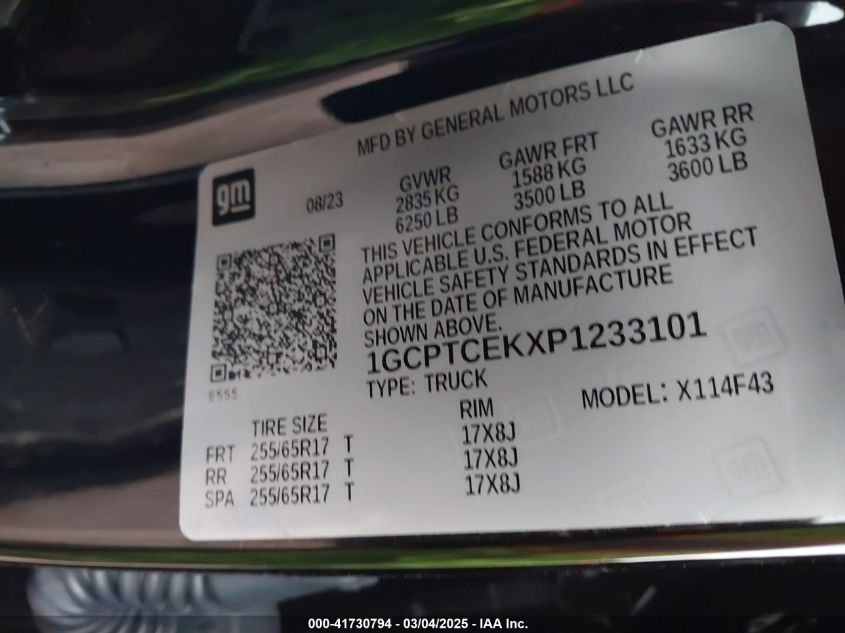 MFD BY GENERAL MOTORS LLC
gm
08/23
GVWR GAWR FRT GAWR RR
2835 KG 1588 KG 1633 KG
6250 LB 3500 LB 3600 LB
THIS VEHICLE CONFORMS TO ALL
APPLICABLE U.S. FEDERAL MOTOR
VEHICLE SAFETY STANDARDS IN EFFECT
ON THE DATE OF MANUFACTURE
SHOWN ABOVE.
1GCPTCEKXP1233101
6555
TYPE: TRUCK MODEL: X114F43
TIRE SIZE RIM
FRT 255/65R17 T 17X8J
RR 255/65R17 T 17X8J
SPA 255/65R17 T 17X8J
000-41730794 - 03/04/2025 - IAA Inc.